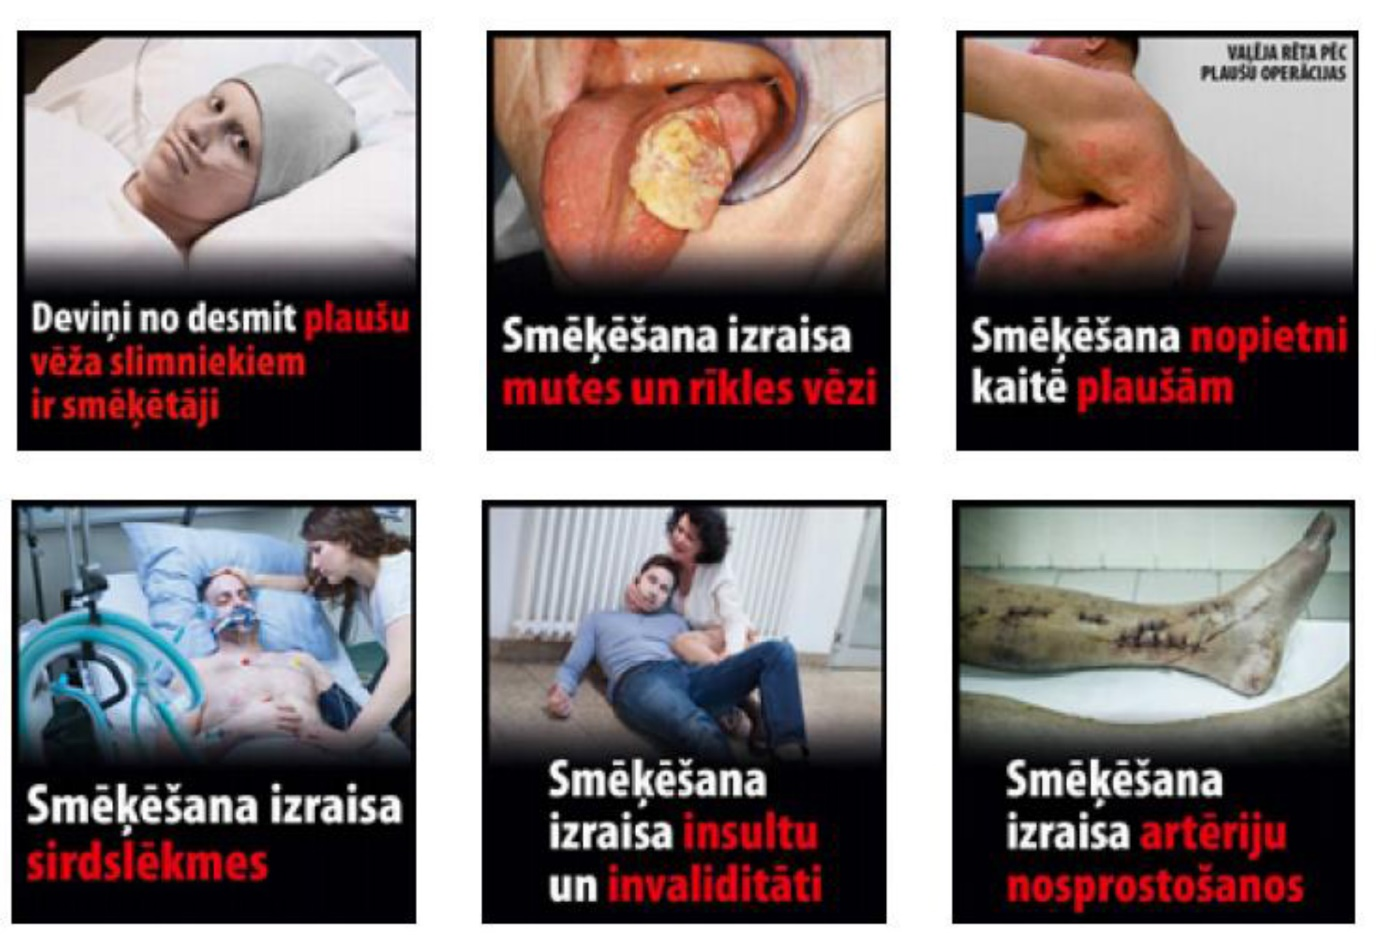 Deviņi no desmit plaušu
vēža slimniekiem
ir smēķētāji
Smēķēšana izraisa
mutes un rīkles vēzi
VAĻĒJA RĒTA PĒC
PLAUŠU OPERĀCIJAS
Smēķēšana nopietni
kaitē plaušām
Smēķēšana izraisa
sirdslēkmes
Smēķēšana
izraisa insultu
un invaliditāti
Smēķēšana
izraisa artēriju
nosprostošanos